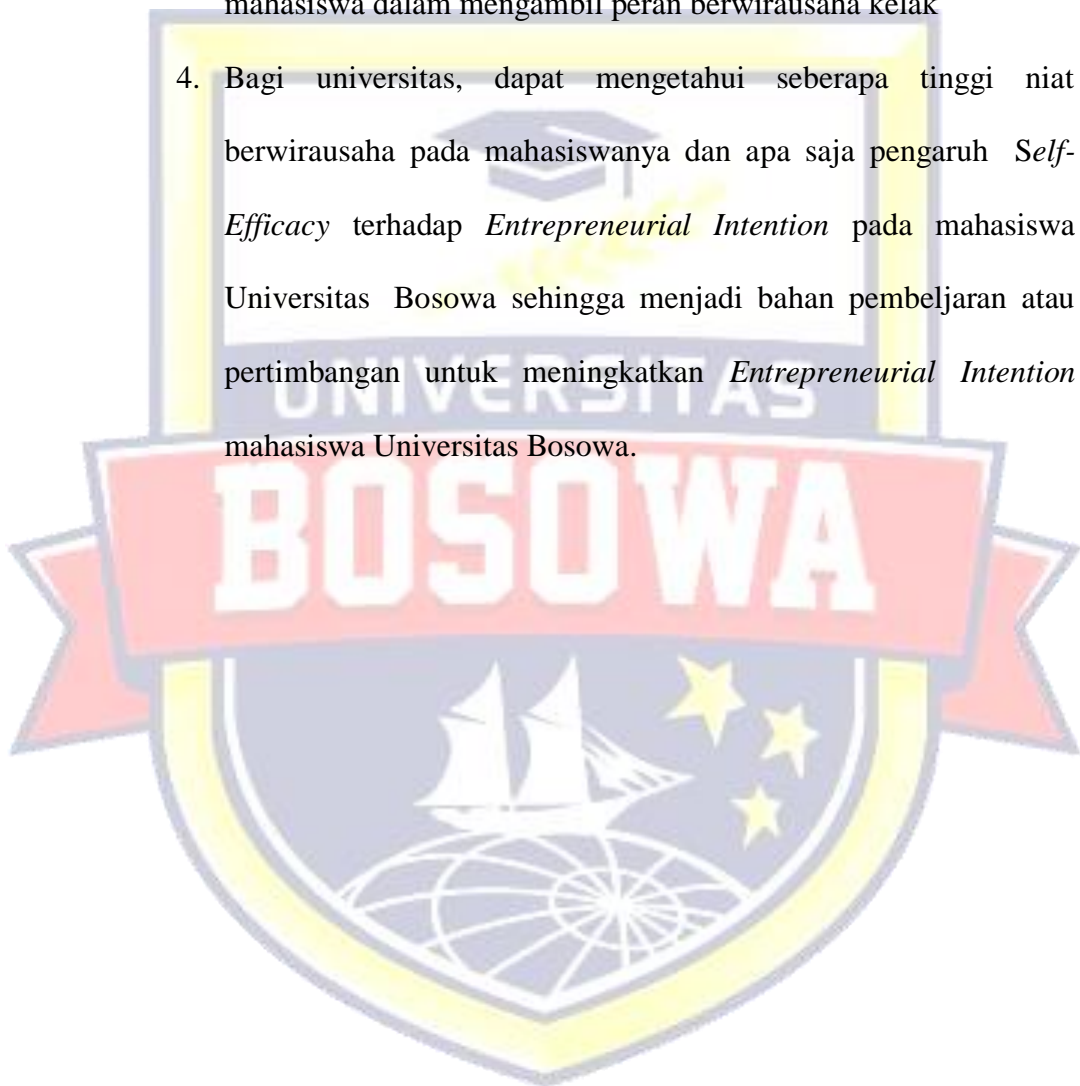 mahasiswa dalam mengambil peran berwirausaha kelak
4. Bagi universitas, dapat mengetahui seberapa tinggi niat
berwirausaha pada mahasiswanya dan apa saja pengaruh Self-
Efficacy terhadap Entrepreneurial Intention pada mahasiswa
Universitas Bosowa sehingga menjadi bahan pembeljaran atau
pertimbangan untuk meningkatkan Entrepreneurial Intention
UNIVERSITAS
mahasiswa Universitas Bosowa.
BOSOWA